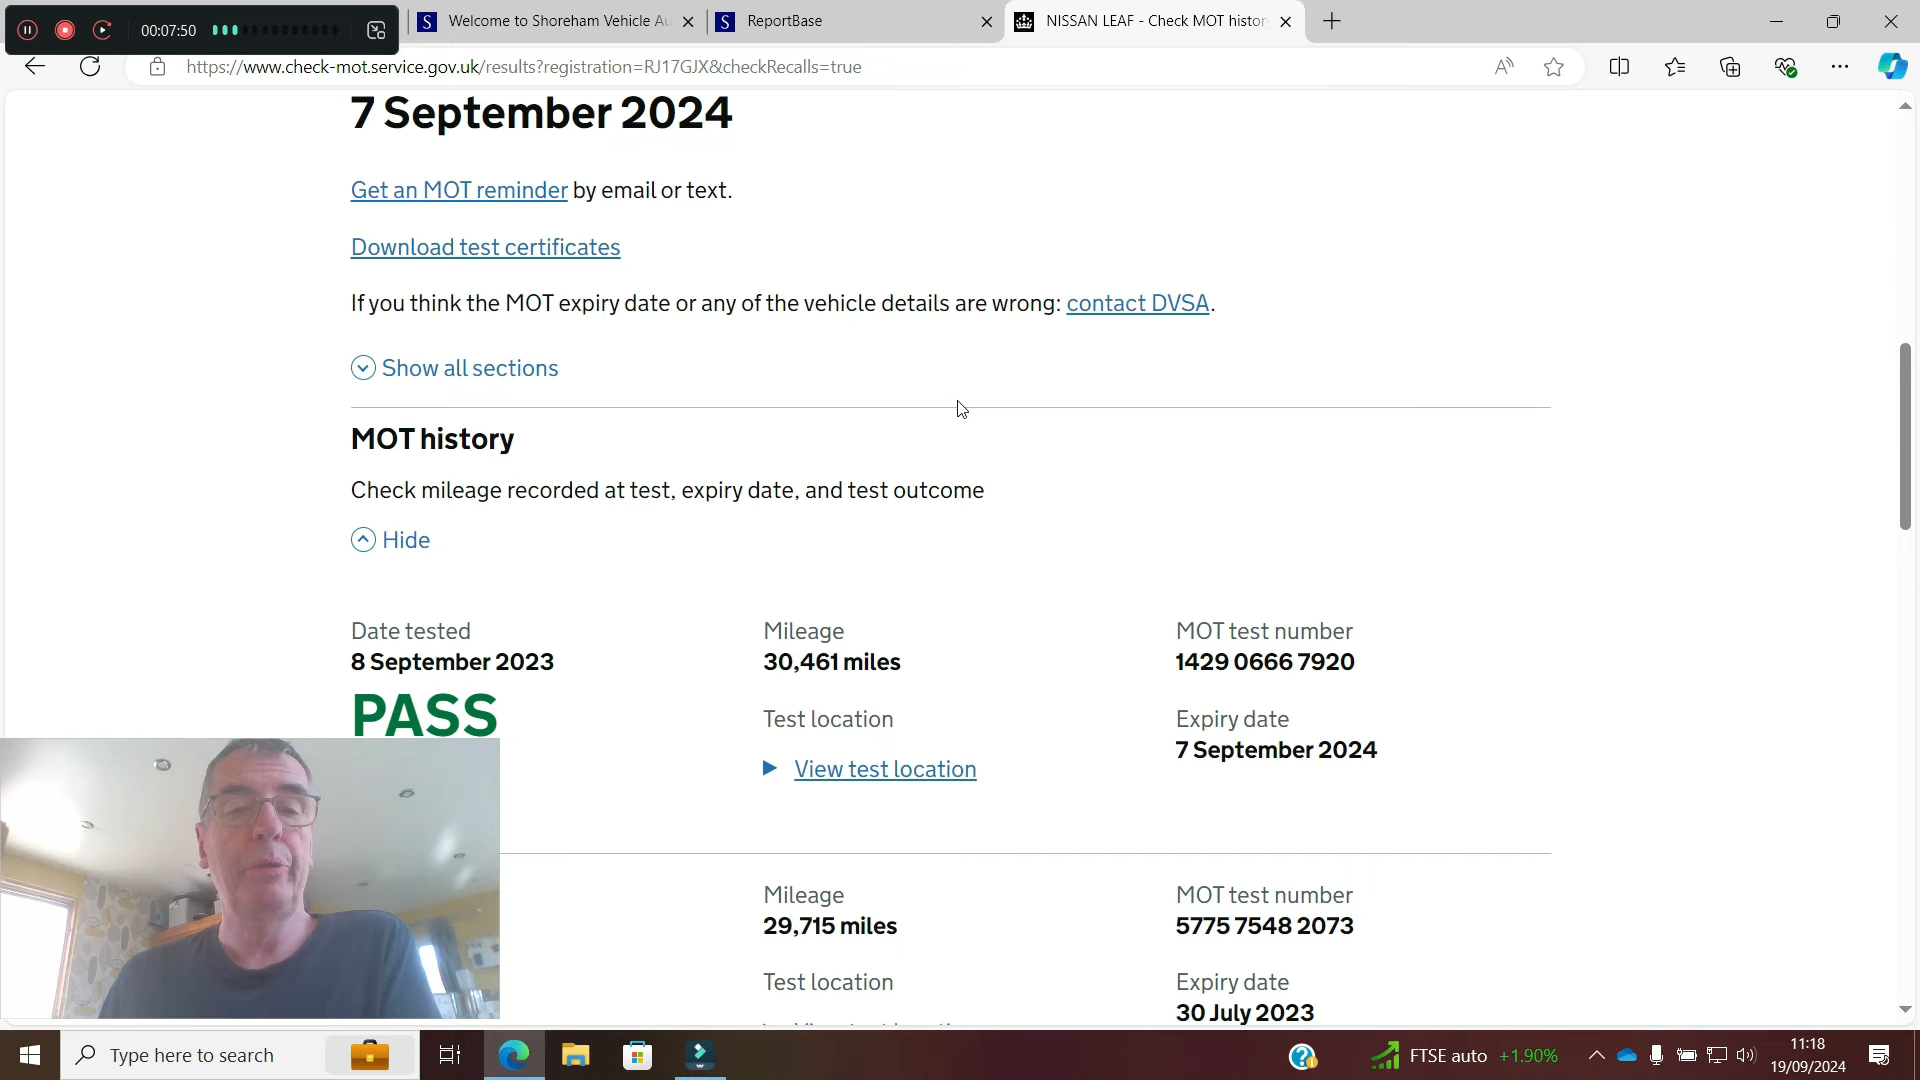 00:07:50
Welcome to Shoreham Vehicle Au
ReportBase
NISSAN LEAF - Check MOT histor
https://www.check-mot.service.gov.uk/results?registration=RJ17GJX&checkRecalls=true
7 September 2024
Get an MOT reminder by email or text.
Download test certificates
If you think the MOT expiry date or any of the vehicle details are wrong: contact DVSA.
Show all sections
MOT history
Check mileage recorded at test, expiry date, and test outcome
Hide
Date tested
8 September 2023
PASS
Mileage
30,461 miles
Test location
View test location
MOT test number
1429 0666 7920
Expiry date
7 September 2024
Mileage
29,715 miles
Test location
MOT test number
5775 7548 2073
Expiry date
30 July 2023
Type here to search
FTSE auto +1.90%
11:18
19/09/2024